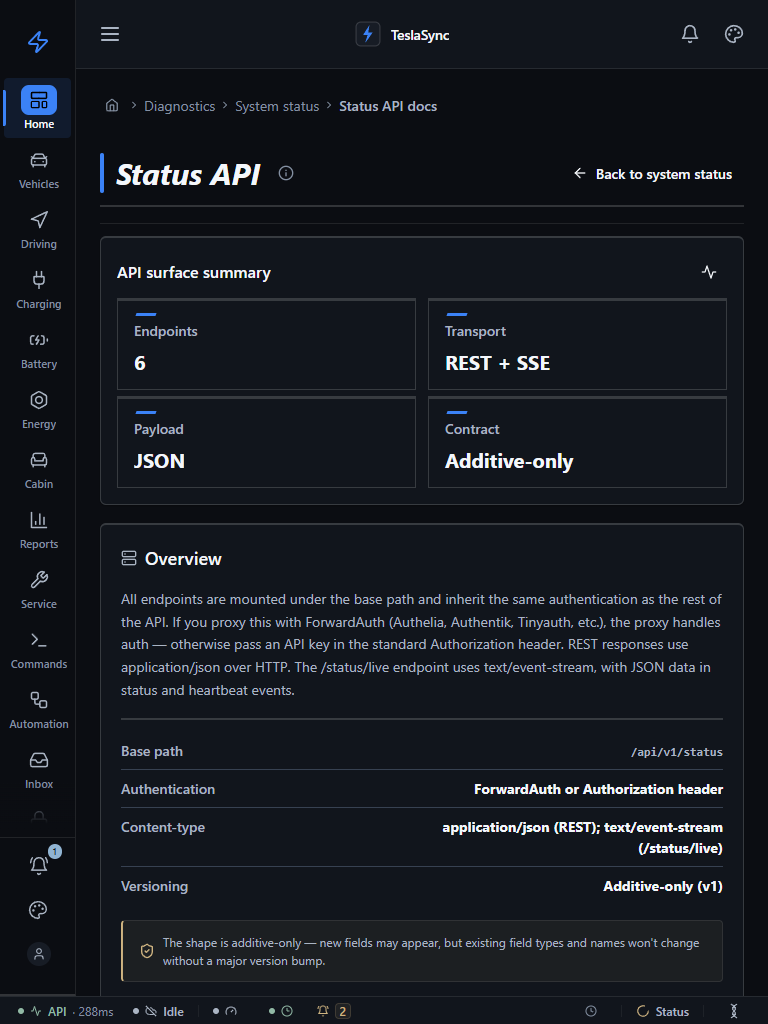 TeslaSync
Home
Vehicles
Driving
Charging
Battery
Energy
Cabin
Reports
Service
Commands
Automation
Inbox
1
Diagnostics
System status
Status API docs
Status API
Back to system status
API surface summary
Endpoints
6
Transport
REST + SSE
Payload
JSON
Contract
Additive-only
Overview
All endpoints are mounted under the base path and inherit the same authentication as the rest of
the API. If you proxy this with ForwardAuth (Authelia, Authentik, Tinyauth, etc.), the proxy handles
auth — otherwise pass an API key in the standard Authorization header. REST responses use
application/json over HTTP. The /status/live endpoint uses text/event-stream, with JSON data in
status and heartbeat events.
Base path
/api/v1/status
Authentication
ForwardAuth or Authorization header
Content-type
application/json (REST); text/event-stream
(/status/live)
Versioning
Additive-only (v1)
The shape is additive-only — new fields may appear, but existing field types and names won't change
without a major version bump.
API · 288ms
Idle
2
Status